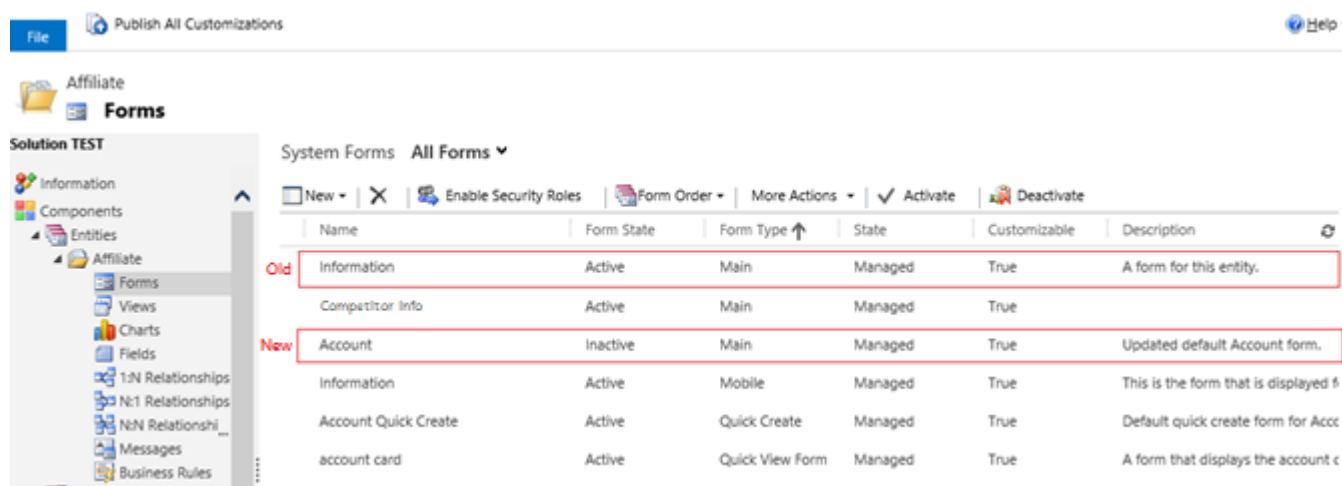 Publish All Customizations
Help
File
Affiliate
Forms
Solution TEST
System Forms All Forms
Information
Components
Entities
Affiliate
Forms
Views
Charts
Fields
1:N Relationships
N:1 Relationships
N:N Relationshi...
Messages
Business Rules
New Enable Security Roles Form Order More Actions Activate Deactivate
Name Form State Form Type State Customizable Description
Old Information Active Main Managed True A form for this entity.
Competitor Info Active Main Managed True
New Account Inactive Main Managed True Updated default Account form.
Information Active Mobile Managed True This is the form that is displayed
Account Quick Create Active Quick Create Managed True Default quick create form for
account card Active Quick View Form Managed True A form that displays the account